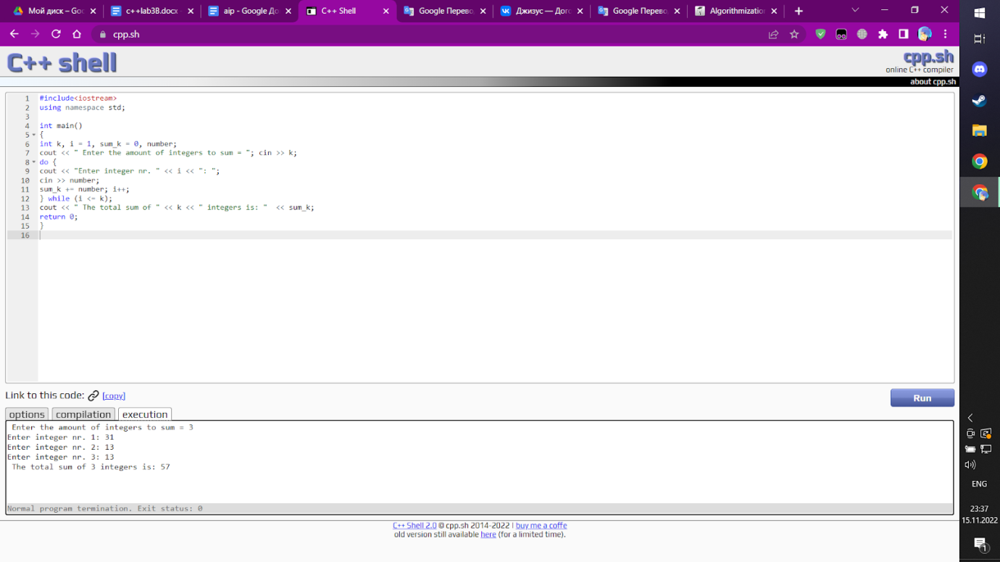 Мой диск – Goo
c++lab3B.docx
aip - Google До
C++ Shell
Google Перево
Джизус — Дого
Google Перево
Algorithmization
cpp.sh
C++ shell
cpp.sh
online C++ compiler
about cpp.sh
1 #include<iostream>
2 using namespace std;
3
4 int main()
5 {
6 int k, i = 1, sum_k = 0, number;
7 cout << " Enter the amount of integers to sum = "; cin >> k;
8 do {
9 cout << "Enter integer nr. " << i << ": ";
10 cin >> number;
11 sum_k += number; i++;
12 } while (i <= k);
13 cout << " The total sum of " << k << " integers is: "  << sum_k;
14 return 0;
15 }
16
Link to this code: [copy]
Run
options compilation execution
Enter the amount of integers to sum = 3
Enter integer nr. 1: 31
Enter integer nr. 2: 13
Enter integer nr. 3: 13
The total sum of 3 integers is: 57
Normal program termination. Exit status: 0
C++ Shell 2.0 © cpp.sh 2014-2022 | buy me a coffe
old version still available here (for a limited time).
ENG
23:37
15.11.2022
1